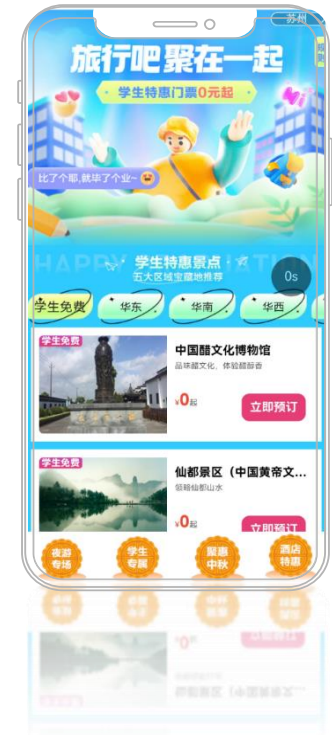 苏州
旅行吧 聚在一起
学生特惠门票0元起
规则
Hi
比了个耶,就毕了个业~
学生特惠景点
五大区域宝藏地推荐
0s
学生免费
华东
华南
华西
学生免费
中国醋文化博物馆
品味醋文化，体验醋醇香
¥0起
立即预订
学生免费
仙都景区（中国黄帝文...
领略仙都山水
¥0起
立即预订
夜游
专场
学生
专属
聚惠
中秋
酒店
特惠